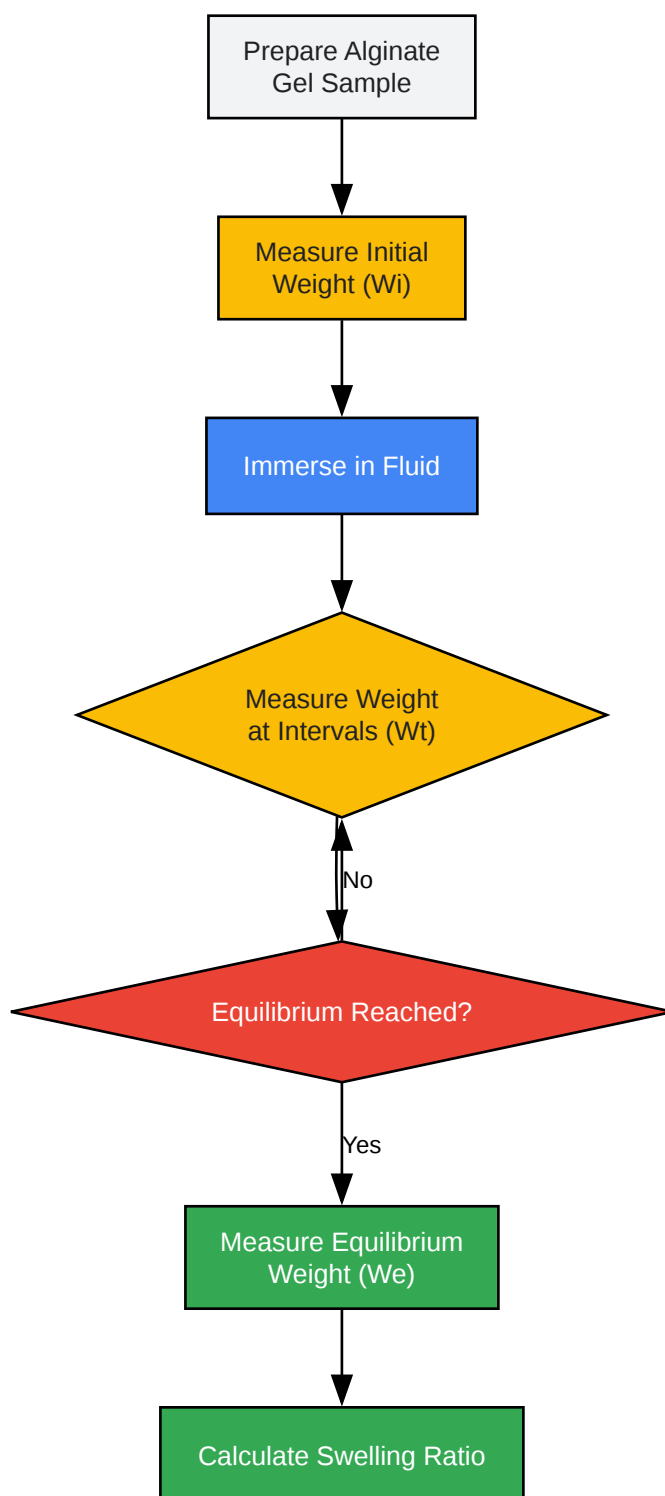 Prepare Alginate
Gel Sample
Measure Initial
Weight (Wi)
Immerse in Fluid
Measure Weight
at Intervals (Wt)
No
Equilibrium Reached?
Yes
Measure Equilibrium
Weight (We)
Calculate Swelling Ratio